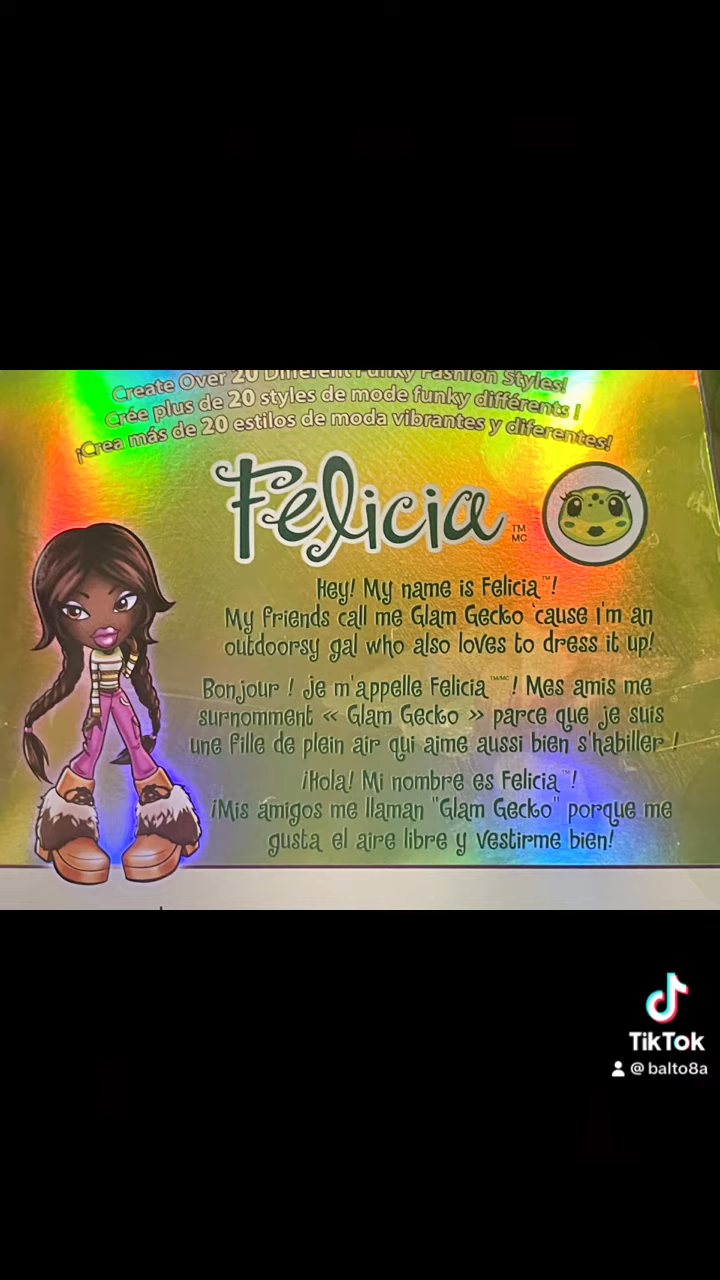 Create Over 20 Different Funky Fashion Styles!
Crée plus de 20 styles de mode funky différents !
¡Crea más de 20 estilos de moda vibrantes y diferentes!
Felicia ™ MC
Hey! My name is Felicia™!
My friends call me Glam Gecko 'cause I'm an
outdoorsy gal who also loves to dress it up!
Bonjour ! Je m'appelle Felicia ™/MC ! Mes amis me
surnomment « Glam Gecko » parce que je suis
une fille de plein air qui aime aussi bien s'habiller !
¡Hola! Mi nombre es Felicia™!
¡Mis amigos me llaman "Glam Gecko" porque me
gusta el aire libre y vestirme bien!
TikTok
@balto8a